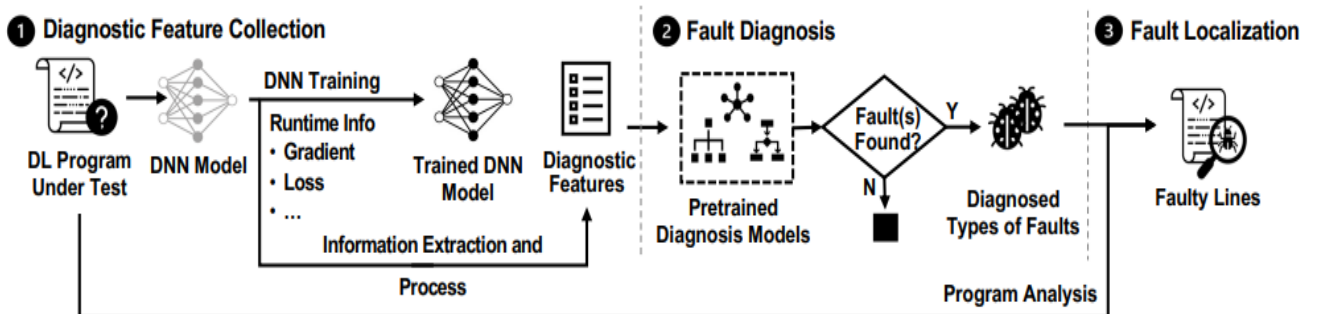 1 Diagnostic Feature Collection
</>
?
DL Program
Under Test
DNN Model
DNN Training
Runtime Info
• Gradient
• Loss
• ...
Trained DNN
Model
Diagnostic
Features
Information Extraction and
Process
2 Fault Diagnosis
Pretrained
Diagnosis Models
Fault(s)
Found?
Y
N
Diagnosed
Types of Faults
3 Fault Localization
</>
Faulty Lines
Program Analysis